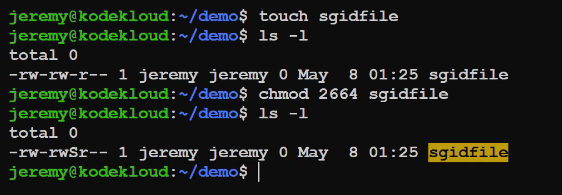 jeremy@kodekloud:~/demo$ touch sgidfile
jeremy@kodekloud:~/demo$ ls -l
total 0
-rw-rw-r-- 1 jeremy jeremy 0 May  8 01:25 sgidfile
jeremy@kodekloud:~/demo$ chmod 2664 sgidfile
jeremy@kodekloud:~/demo$ ls -l
total 0
-rw-rwSr-- 1 jeremy jeremy 0 May  8 01:25 sgidfile
jeremy@kodekloud:~/demo$